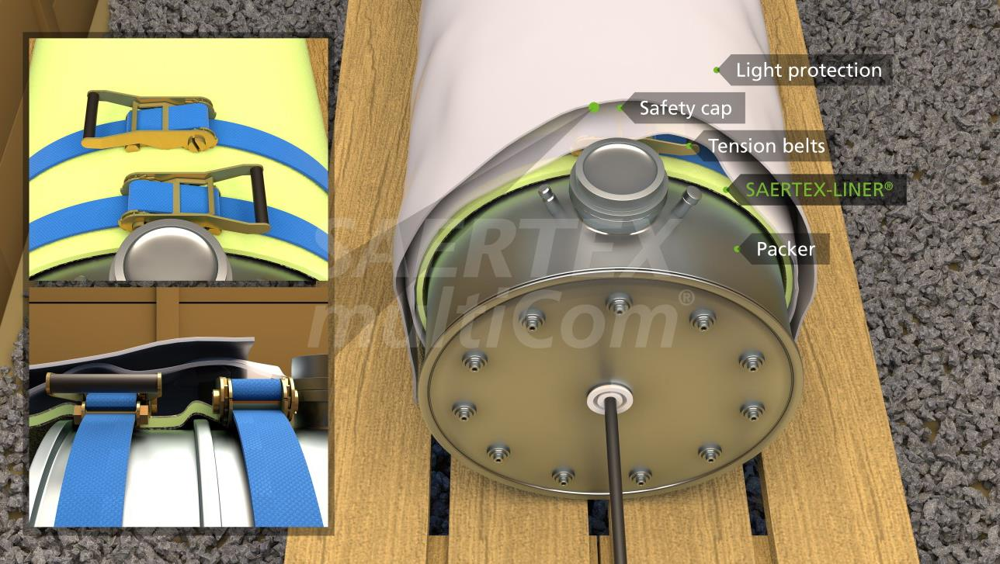 Light protection
Safety cap
Tension belts
SAERTEX-LINER®
Packer
SAERTEX
multiCom®